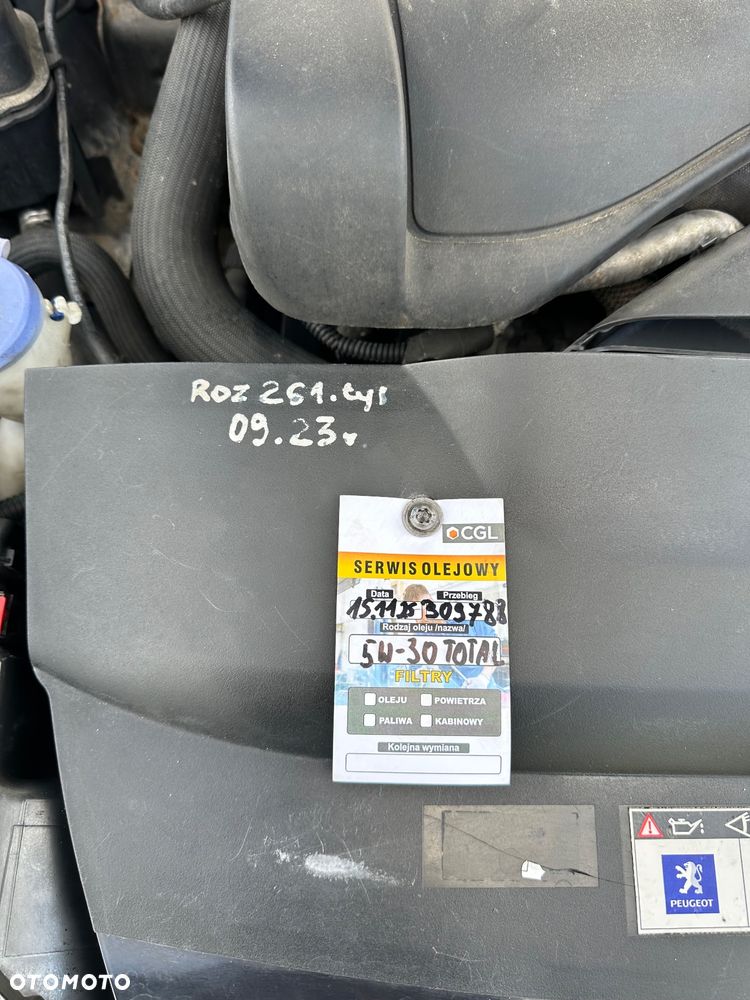 ROZ 261.tyś
09.23r
CGL
SERWIS OLEJOWY
Data Przebieg
15.11.25 309788
Rodzaj oleju /nazwa/
5W-30 TOTAL
FILTRY
OLEJU POWIETRZA
PALIWA KABINOWY
Kolejna wymiana
PEUGEOT
OTOMOTO